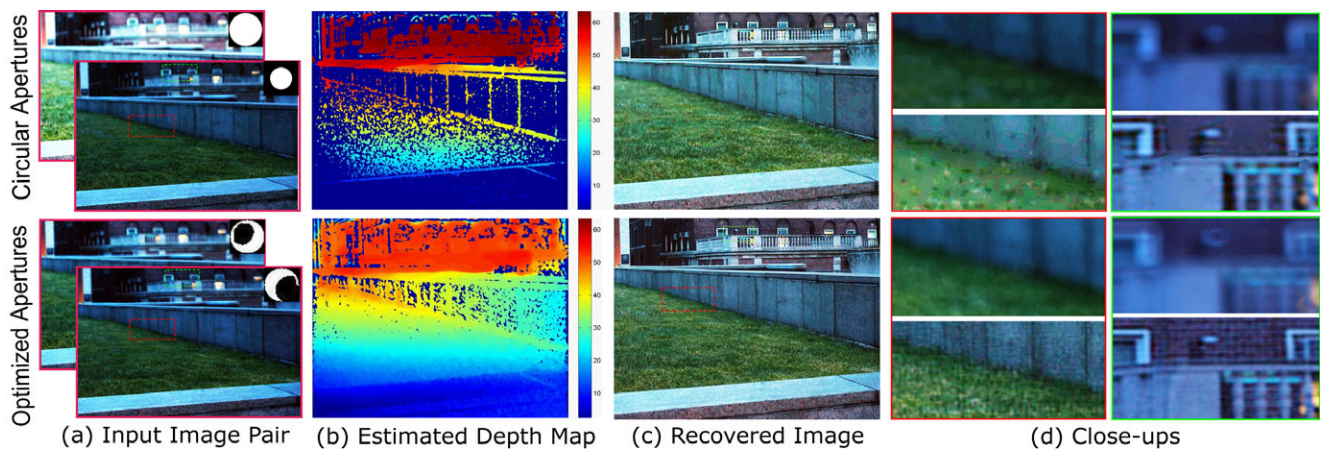 Circular Apertures
60
50
40
30
20
10
Optimized Apertures
60
50
40
30
20
10
(a) Input Image Pair
(b) Estimated Depth Map
(c) Recovered Image
(d) Close-ups